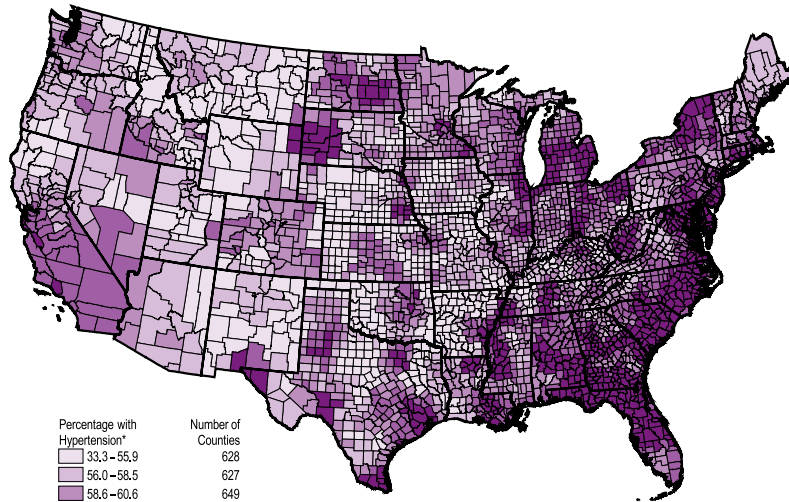 Percentage with Number of
Hypertension* Counties
33.3 – 55.9 628
56.0 – 58.5 627
58.6 – 60.6 649